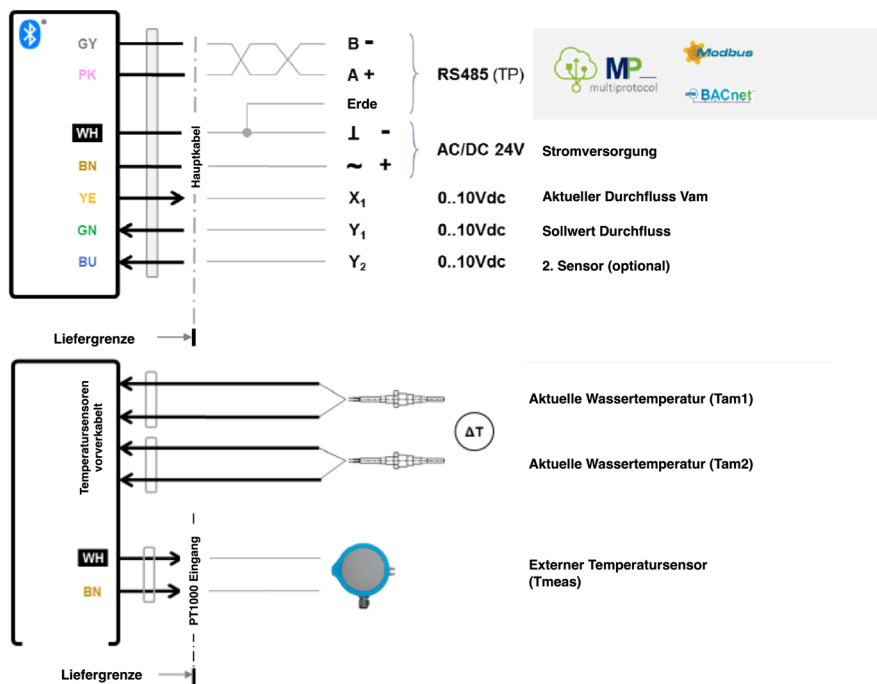 GY B - 
PK A + RS485 (TP) MP multiprotocol Modbus BACnet
Erde
WH ⊥ -
BN ~ + AC/DC 24V Stromversorgung
YE X₁ 0..10Vdc Aktueller Durchfluss Vam
GN Y₁ 0..10Vdc Sollwert Durchfluss
BU Y₂ 0..10Vdc 2. Sensor (optional)
Hauptkabel
Liefergrenze
Temperatursensoren
vorverkabelt
Aktuelle Wassertemperatur (Tam1)
ΔT
Aktuelle Wassertemperatur (Tam2)
WH
BN
PT1000 Eingang
Externer Temperatursensor
(Tmeas)
Liefergrenze